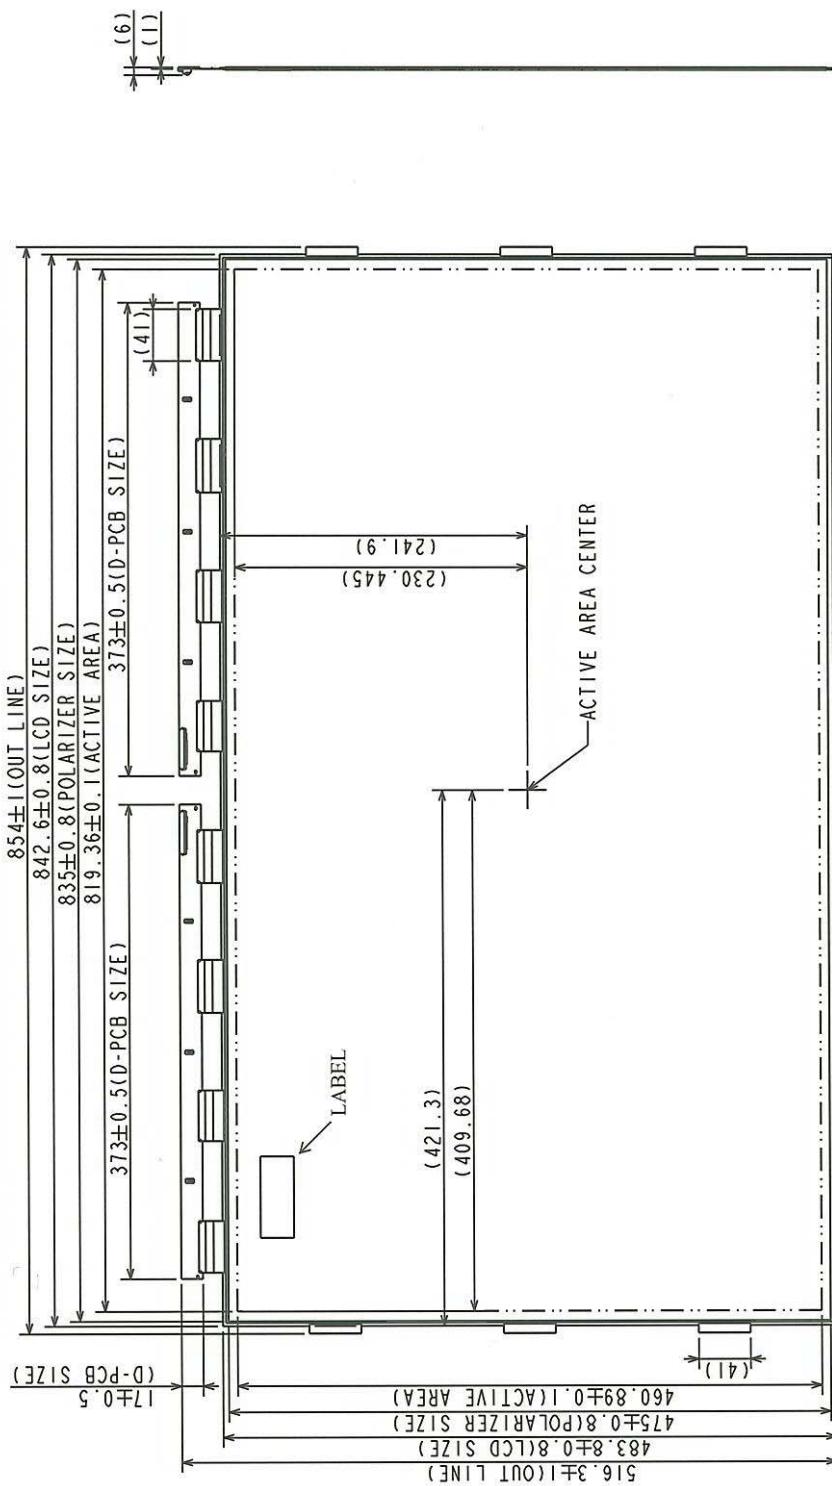 (6)
(1)
854±1(OUT LINE)
842.6±0.8(LCD SIZE)
835±0.8(POLARIZER SIZE)
819.36±0.1(ACTIVE AREA)
373±0.5(D-PCB SIZE)
373±0.5(D-PCB SIZE)
(41)
(241.9)
(230.445)
ACTIVE AREA CENTER
(421.3)
(409.68)
LABEL
17±0.5
(D-PCB SIZE)
(41)
460.89±0.1(ACTIVE AREA)
475±0.8(POLARIZER SIZE)
483.8±0.8(LCD SIZE)
516.3±1(OUT LINE)